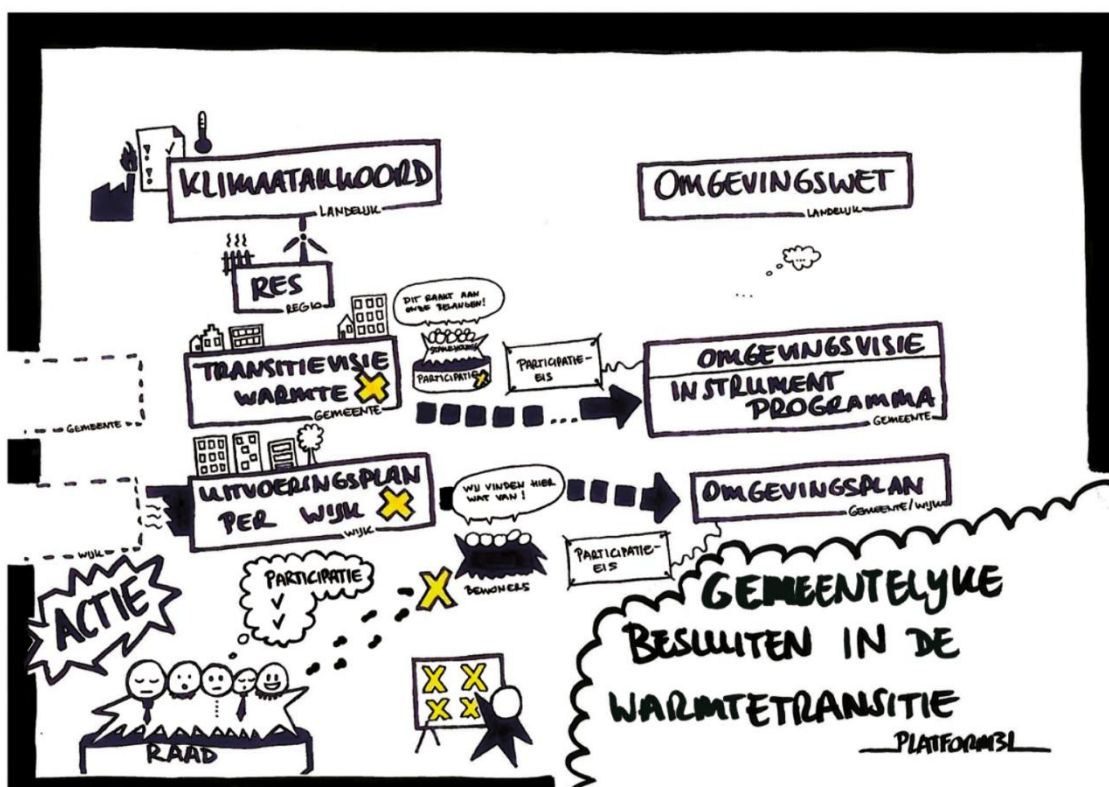 KLIMAATAKKOORD
LANDELIJK
OMGEVINGSWET
LANDELIJK
...
...
RES
REGIO
DIT RAAKT AAN
ONZE BELANGEN!
TRANSITIEVISIE
WARMTE
GEMEENTE
PARTICIPATIE
PARTICIPATIE-
EIS
...
OMGEVINGSVISIE
INSTRUMENT
PROGRAMMA
GEMEENTE
GEMEENTE
UITVOERINGSPLAN
PER WIJK
WIJK
WIJ VINDEN HIER
WAT VAN!
OMGEVINGSPLAN
GEMEENTE/WIJK
WIJK
PARTICIPATIE-
EIS
BEWONERS
ACTIE
PARTICIPATIE
RAAD
GEMEENTELIJKE
BESLUITEN IN DE
WARMTETRANSITIE
PLATFORM31